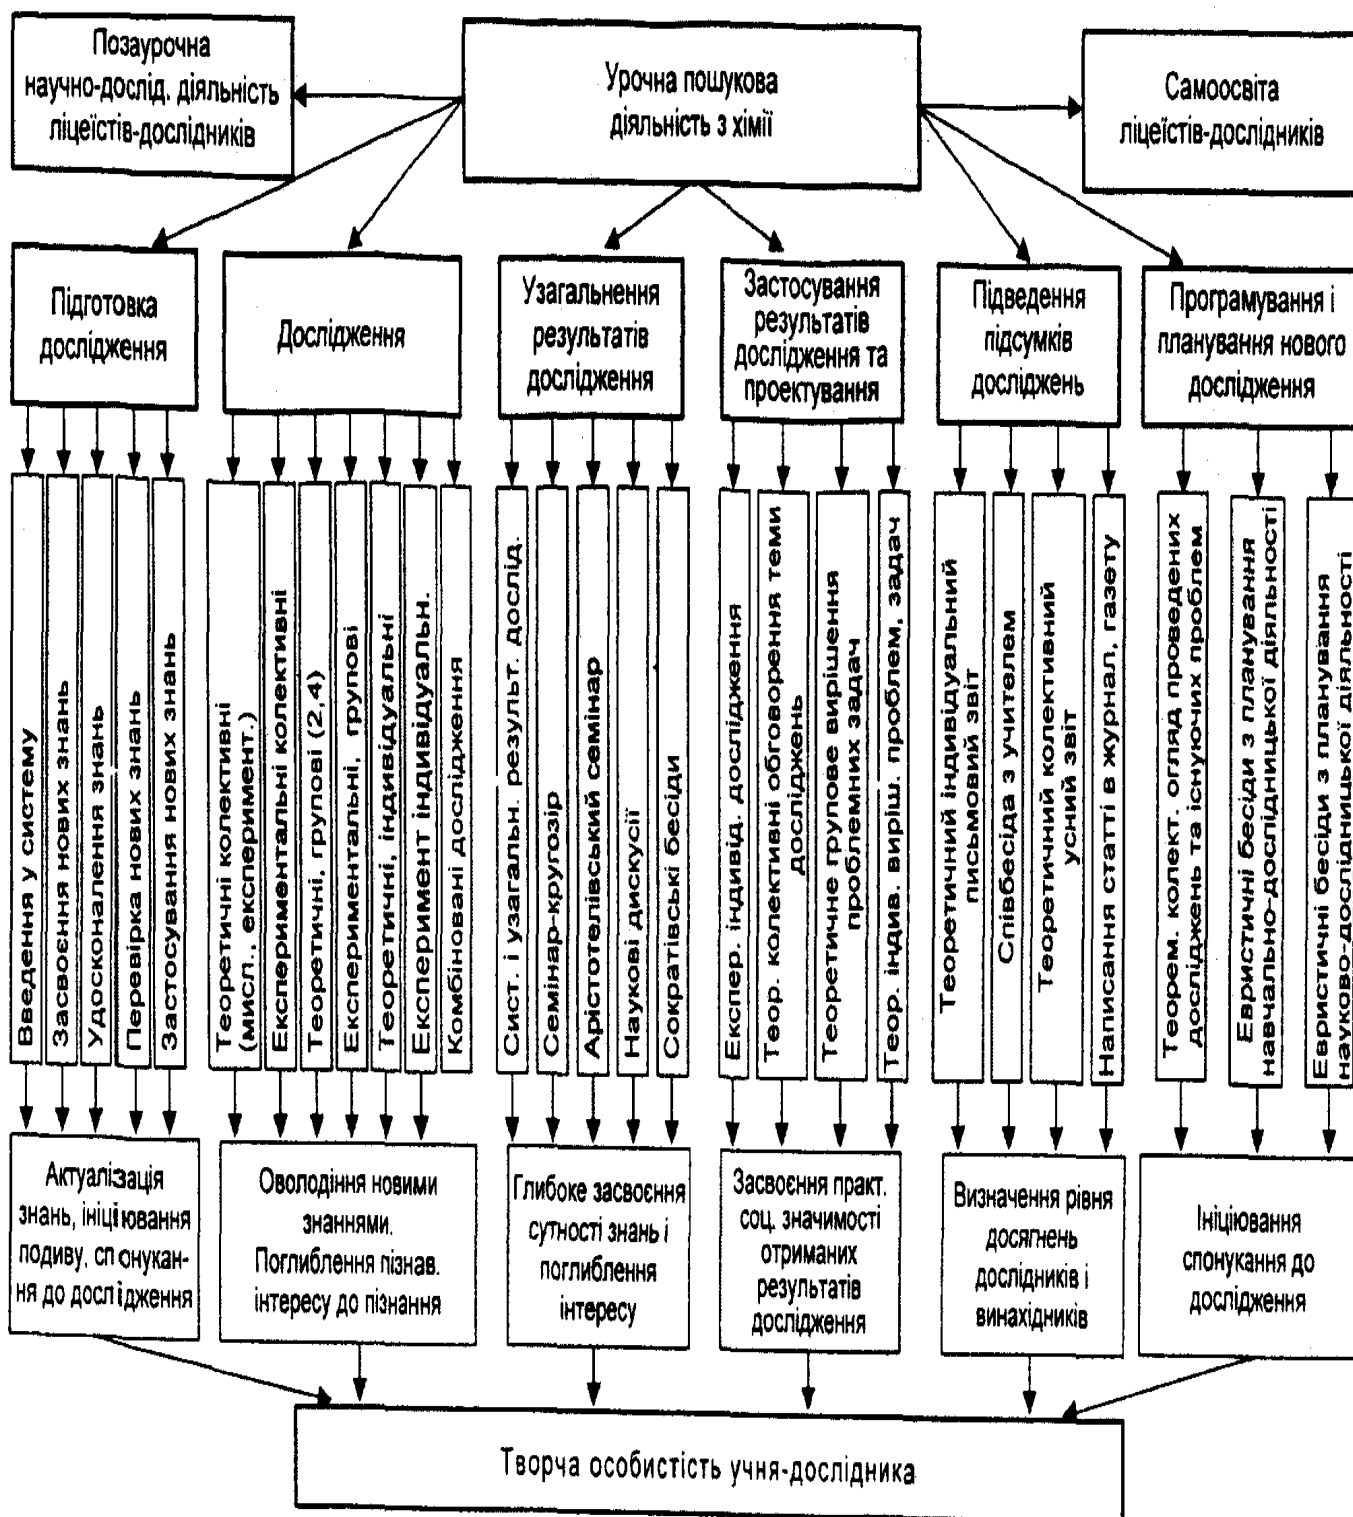 Позаурочна
научно-дослід. діяльність
ліцеїстів-дослідників
Урочна пошукова
діяльність з хімії
Самоосвіта
ліцеїстів-дослідників
Підготовка
дослідження
Дослідження
Узагальнення
результатів
дослідження
Застосування
результатів
дослідження та
проектування
Підведення
підсумків
досліджень
Програмування і
планування нового
дослідження
Введення у систему
Засвоєння нових знань
Удосконалення знань
Перевірка нових знань
Застосування нових знань
Теоретичні колективні
(мисл., експеримент.)
Експериментальні колективні
Теоретичні, групові (2,4)
Експериментальні, групові
Теоретичні, індивідуальні
Експеримент індивідуальн.
Комбіновані дослідження
Сист. і узагальн. результ. дослід.
Семінар-кругозір
Арістотелівський семінар
Наукові дискусії
Сократівські бесіди
Експер. індивід. дослідження
Теор. колективні обговорення теми
досліджень
Теоретичне групове вирішення
проблемних задач
Теор. індив. виріш. проблем, задач
Теоретичний індивідуальний
письмовий звіт
Співбесіда з учителем
Теоретичний колективний
усний звіт
Написання статті в журнал, газету
Теорем. колект. огляд проведених
досліджень та існуючих проблем
Евристичні бесіди з планування
навчально-дослідницької діяльності
Евристичні бесіди з планування
науково-дослідницької діяльності
Актуалізація
знань, ініціювання
подиву, спонукан-
ня до дослідження
Оволодіння новими
знаннями.
Поглиблення пізнав.
інтересу до пізнання
Глибоке засвоєння
сутності знань і
поглиблення
інтересу
Засвоєння практ.
соц. значимості
отриманих
результатів
дослідження
Визначення рівня
досягнень
дослідників і
винахідників
Ініціювання
спонукання до
дослідження
Творча особистість учня-дослідника